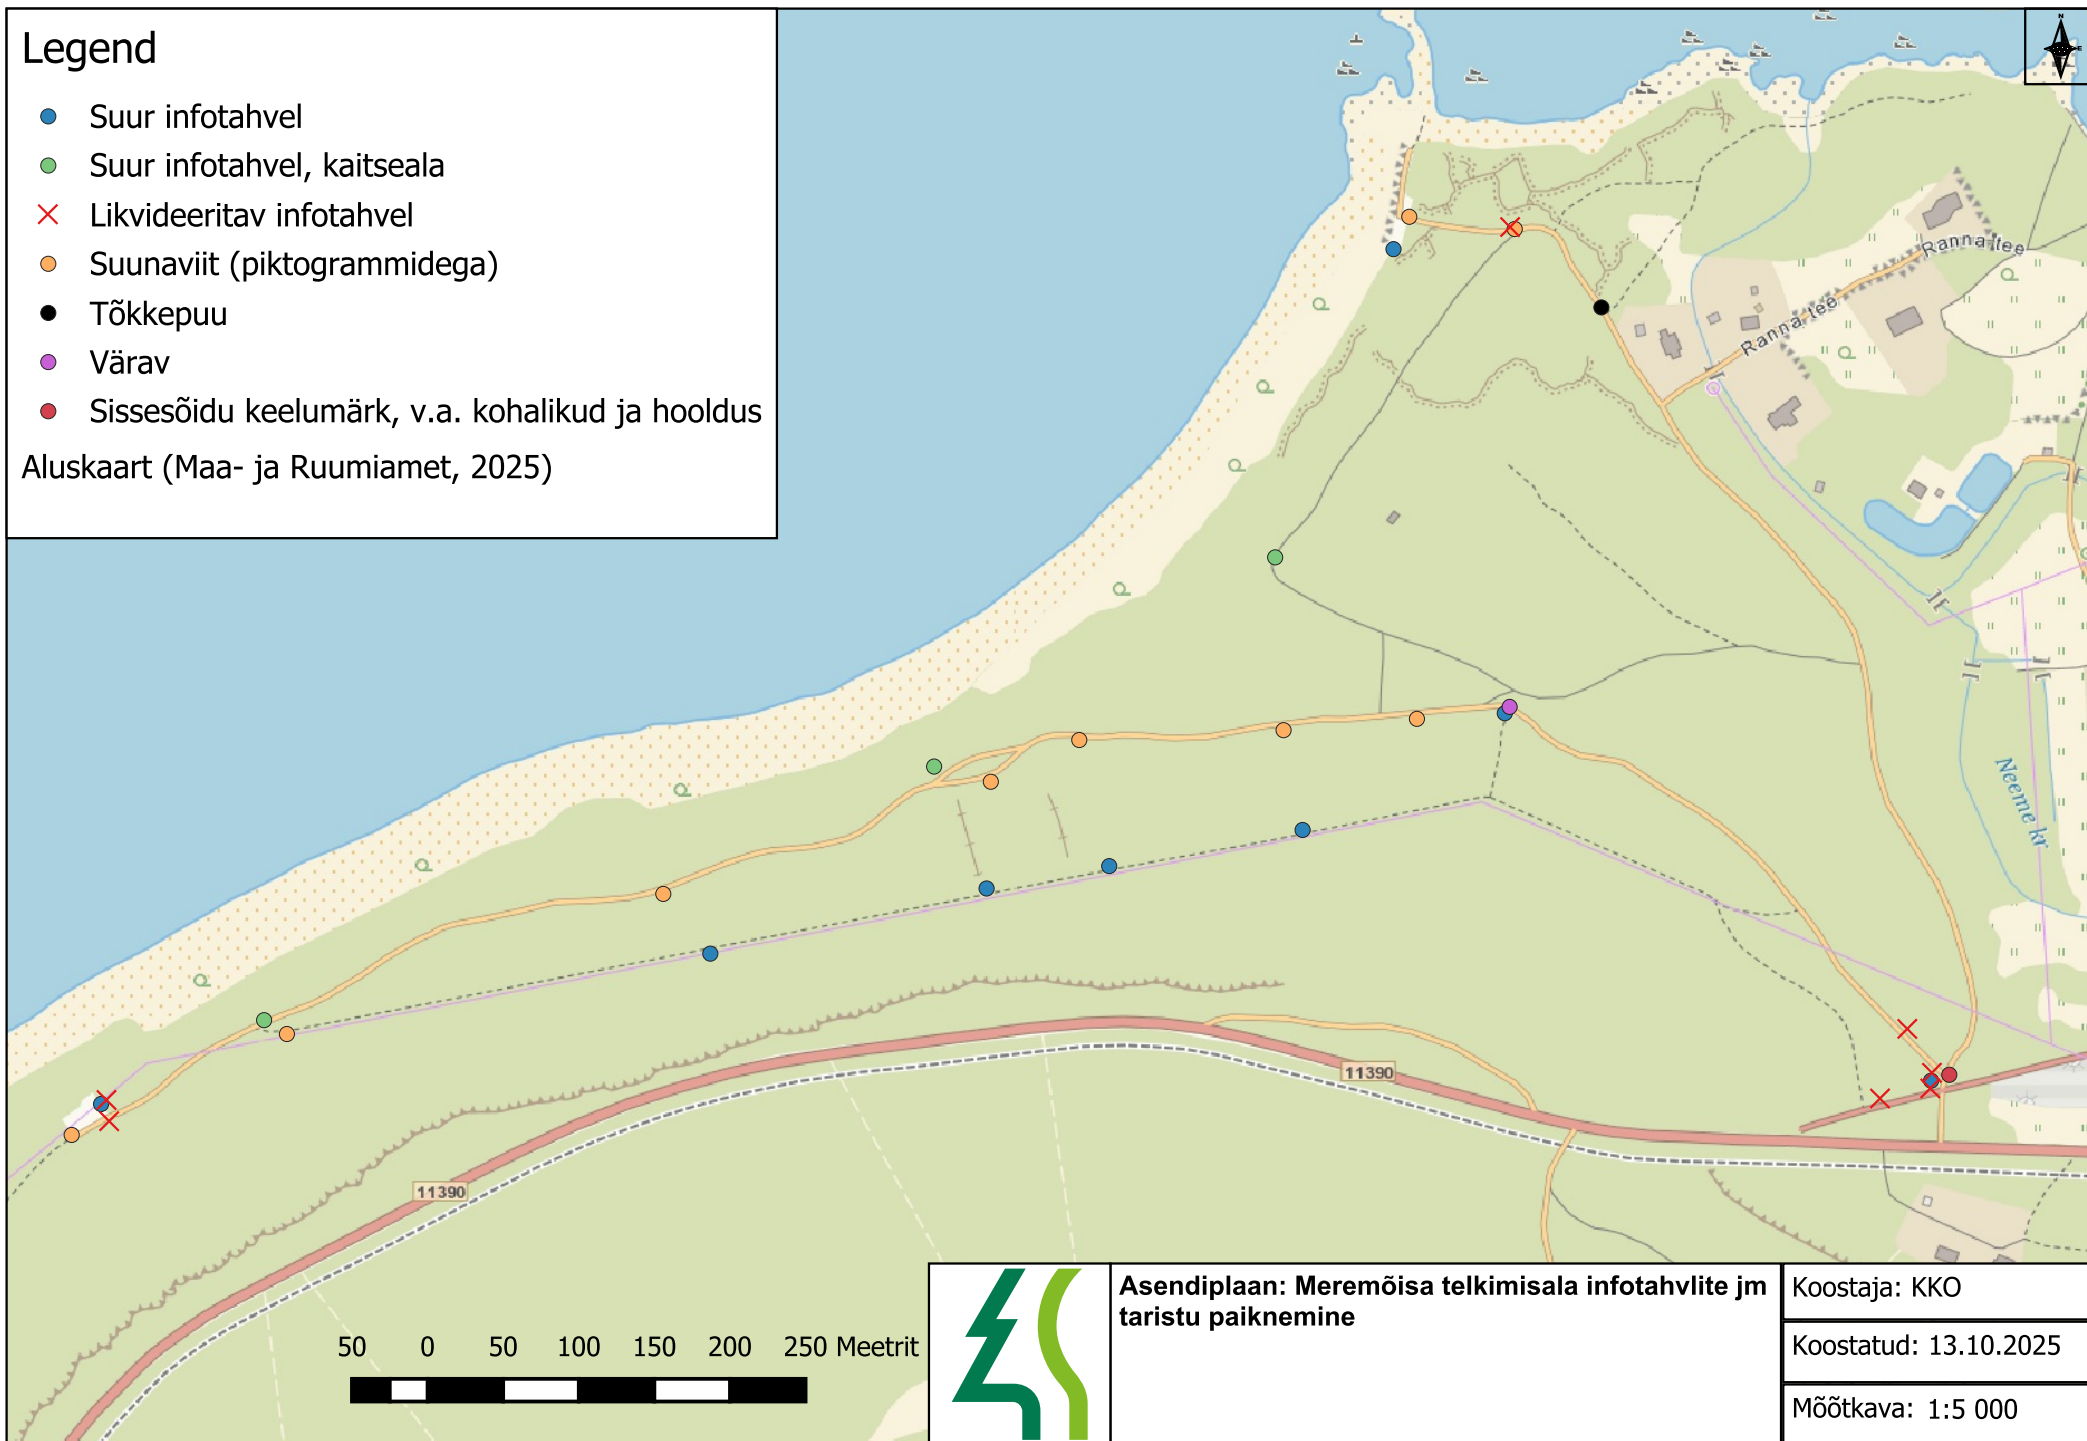 Legend
Suur infotahvel
Suur infotahvel, kaitseala
Likvideeritav infotahvel
Suunaviit (piktogrammidega)
Tõkkepuu
Värav
Sissesõidu keelumärk, v.a. kohalikud ja hooldus
Aluskaart (Maa- ja Ruumiamet, 2025)
N
E
Ranna tee
Ranna tee
Neeme kr
11390
11390
50 0 50 100 150 200 250 Meetrit
Asendiplaan: Meremõisa telkimisala infotahvlite jm
taristu paiknemine
Koostaja: KKO
Koostatud: 13.10.2025
Mõõtkava: 1:5 000